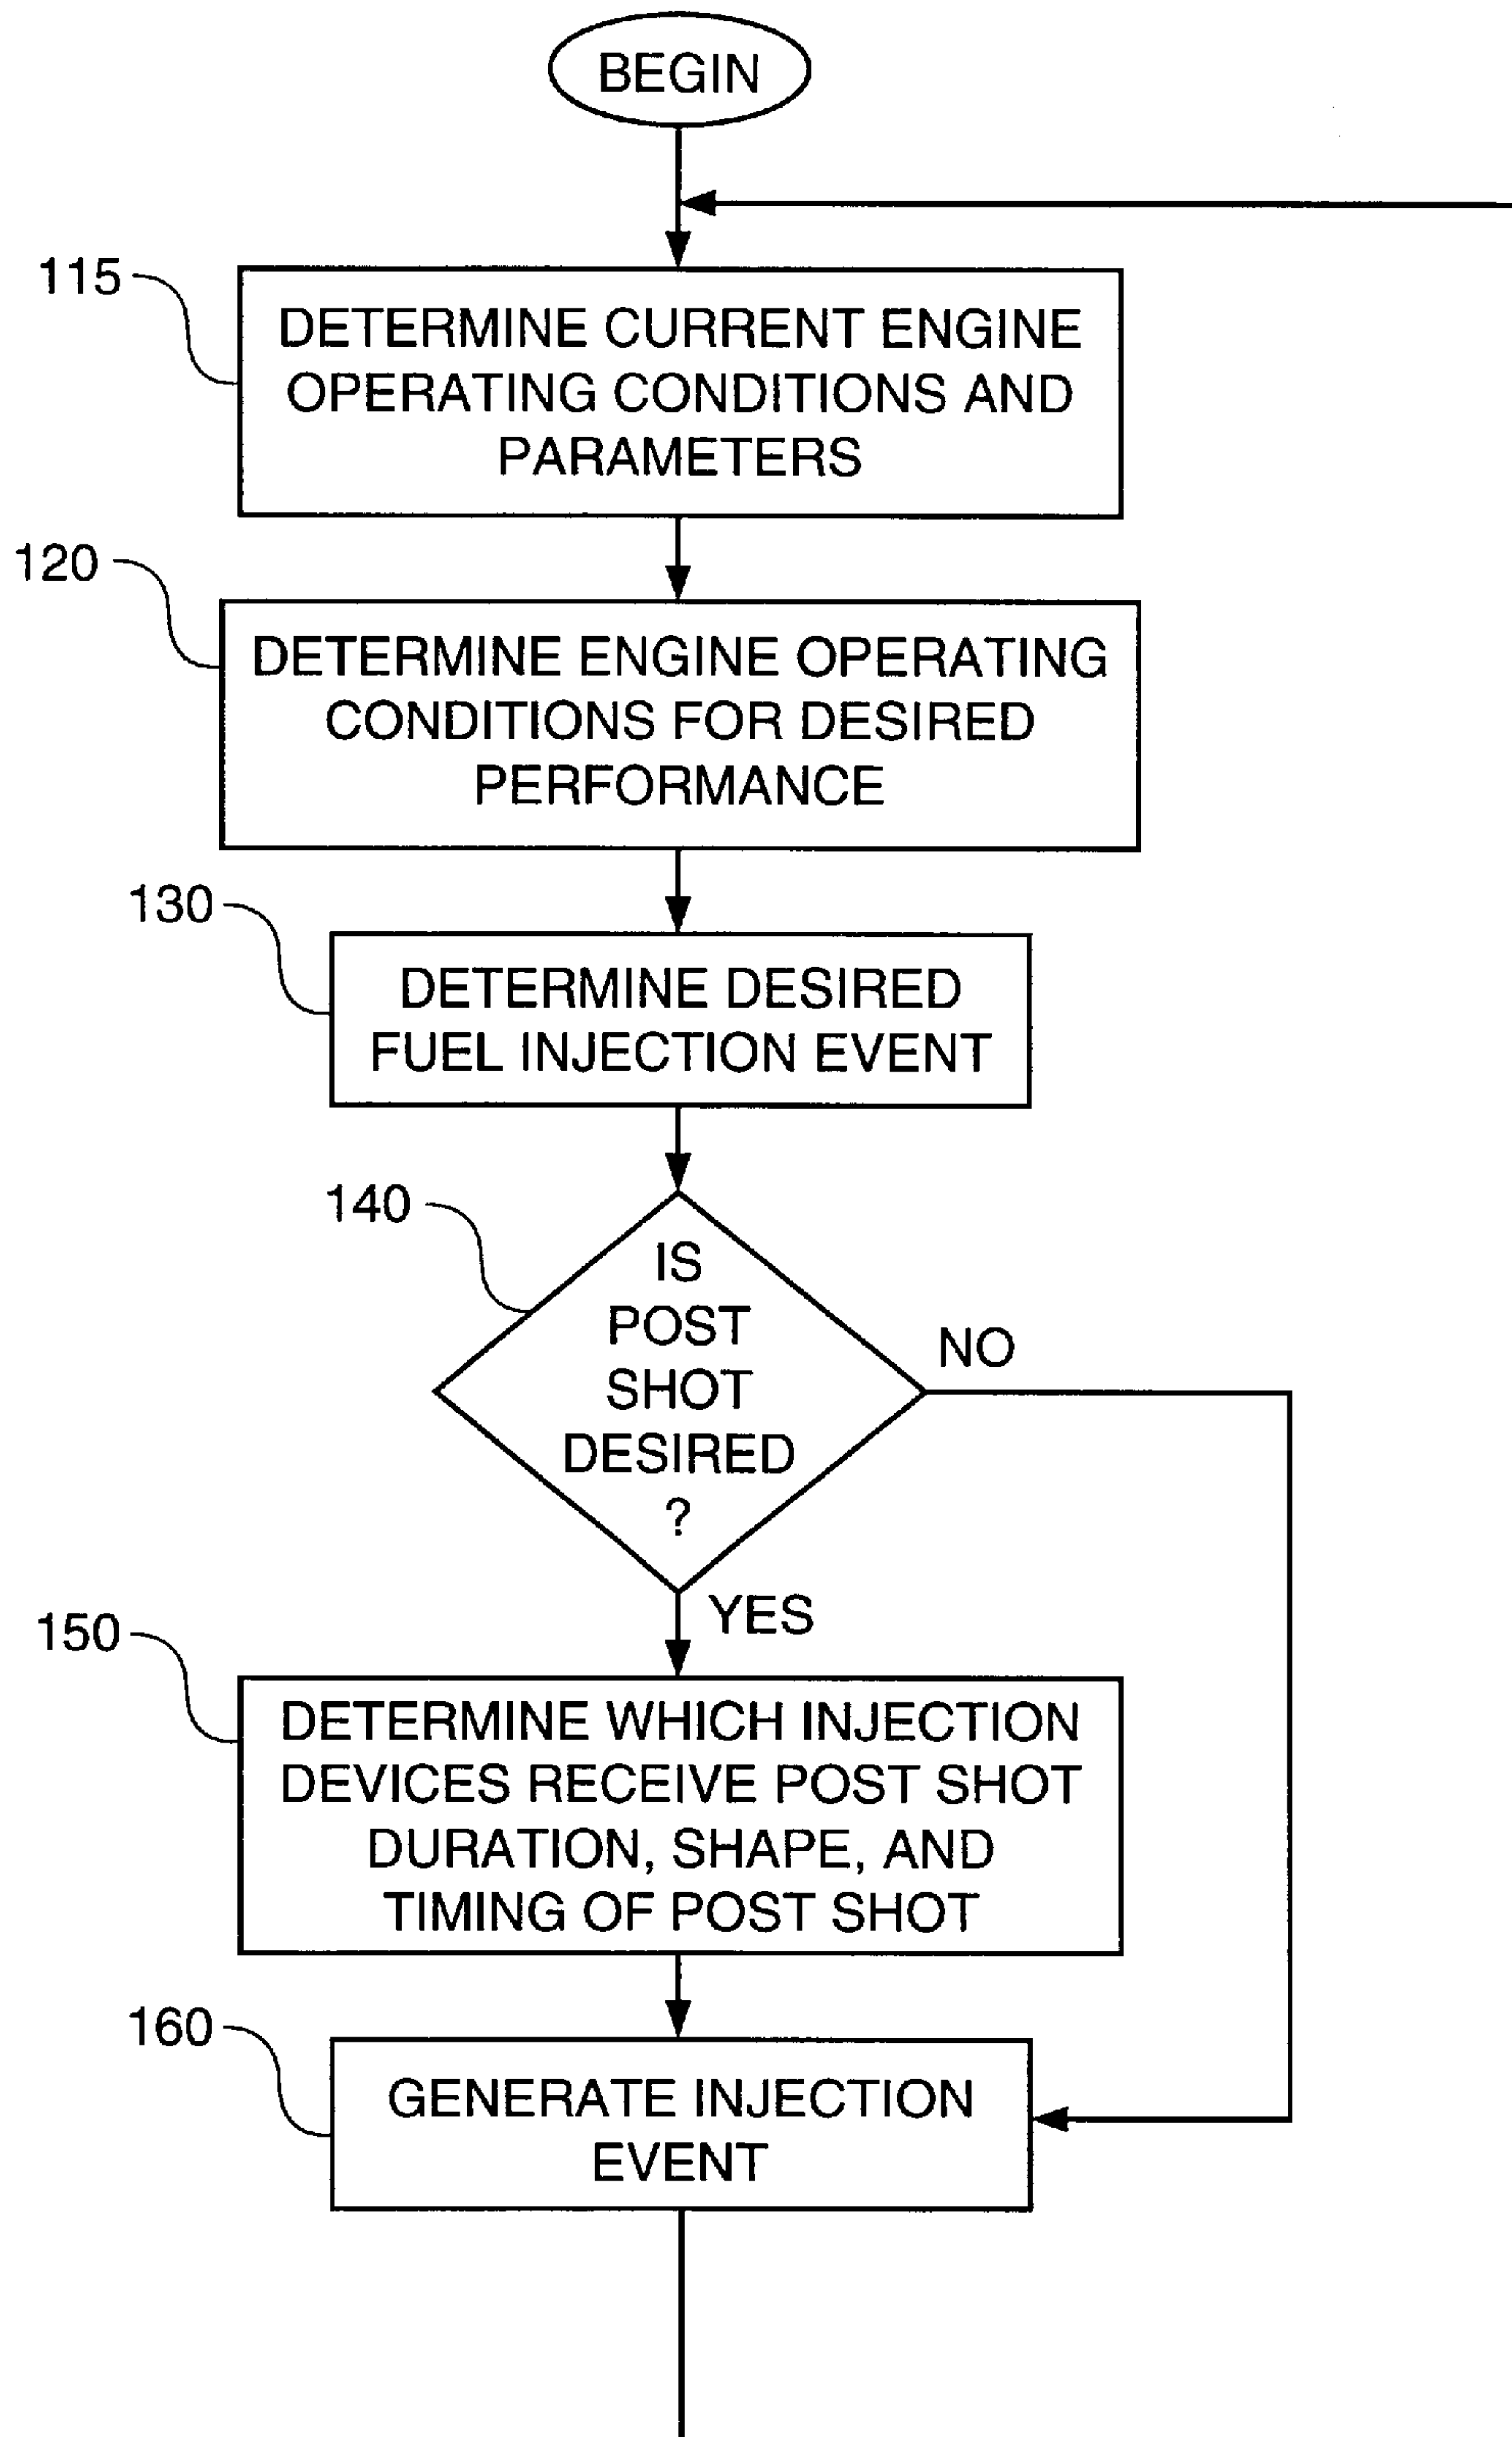 BEGIN
115
DETERMINE CURRENT ENGINE
OPERATING CONDITIONS AND
PARAMETERS
120
DETERMINE ENGINE OPERATING
CONDITIONS FOR DESIRED
PERFORMANCE
130
DETERMINE DESIRED
FUEL INJECTION EVENT
140
IS
POST
SHOT
DESIRED
?
NO
YES
150
DETERMINE WHICH INJECTION
DEVICES RECEIVE POST SHOT
DURATION, SHAPE, AND
TIMING OF POST SHOT
160
GENERATE INJECTION
EVENT